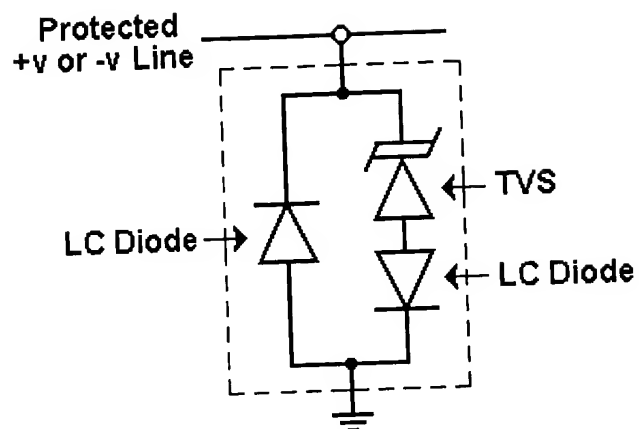 Protected
+v or -v Line
TVS
LC Diode
LC Diode